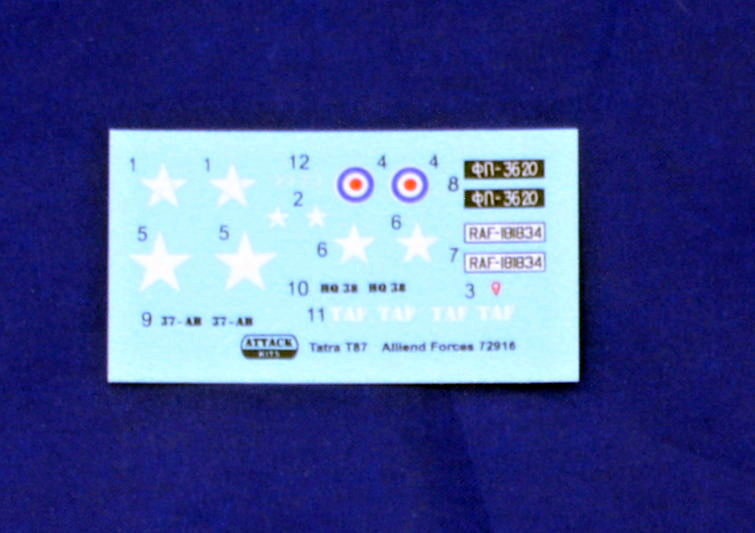 1 1 12 4 4
8 ФП-3620
ФП-3620
2
5 5 6 6
7 RAF-181834
RAF-181834
10 HQ 38 HQ 38
3
9 37-AB 37-AB
11 TAF TAF TAF TAF
ATTACK
KITS
Tatra T87 Alliend Forces 72916